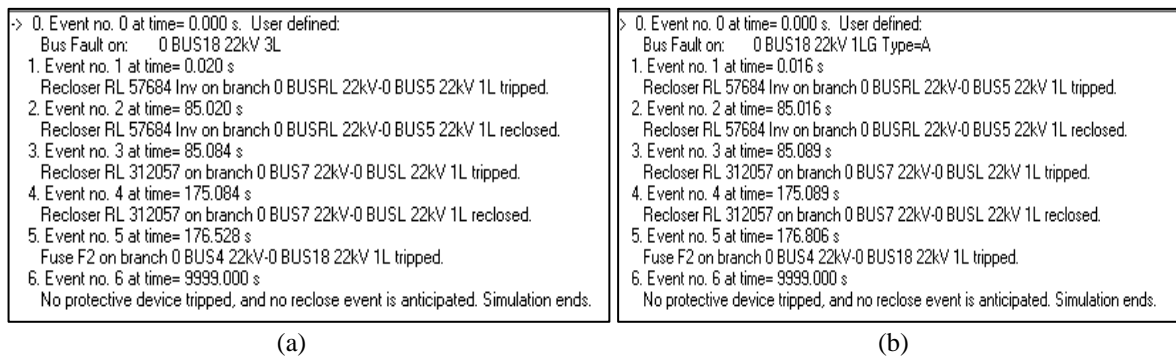 -> 0. Event no. 0 at time= 0.000 s. User defined:
Bus Fault on: 0 BUS18 22kV 3L
1. Event no. 1 at time= 0.020 s
Recloser RL 57684 Inv on branch 0 BUSRL 22kV-0 BUS5 22kV 1L tripped.
2. Event no. 2 at time= 85.020 s
Recloser RL 57684 Inv on branch 0 BUSRL 22kV-0 BUS5 22kV 1L reclosed.
3. Event no. 3 at time= 85.084 s
Recloser RL 312057 on branch 0 BUS7 22kV-0 BUSL 22kV 1L tripped.
4. Event no. 4 at time= 175.084 s
Recloser RL 312057 on branch 0 BUS7 22kV-0 BUSL 22kV 1L reclosed.
5. Event no. 5 at time= 176.528 s
Fuse F2 on branch 0 BUS4 22kV-0 BUS18 22kV 1L tripped.
6. Event no. 6 at time= 9999.000 s
No protective device tripped, and no reclose event is anticipated. Simulation ends.
(a)
> 0. Event no. 0 at time= 0.000 s. User defined:
Bus Fault on: 0 BUS18 22kV 1LG Type=A
1. Event no. 1 at time= 0.016 s
Recloser RL 57684 Inv on branch 0 BUSRL 22kV-0 BUS5 22kV 1L tripped.
2. Event no. 2 at time= 85.016 s
Recloser RL 57684 Inv on branch 0 BUSRL 22kV-0 BUS5 22kV 1L reclosed.
3. Event no. 3 at time= 85.089 s
Recloser RL 312057 on branch 0 BUS7 22kV-0 BUSL 22kV 1L tripped.
4. Event no. 4 at time= 175.089 s
Recloser RL 312057 on branch 0 BUS7 22kV-0 BUSL 22kV 1L reclosed.
5. Event no. 5 at time= 176.806 s
Fuse F2 on branch 0 BUS4 22kV-0 BUS18 22kV 1L tripped.
6. Event no. 6 at time= 9999.000 s
No protective device tripped, and no reclose event is anticipated. Simulation ends.
(b)